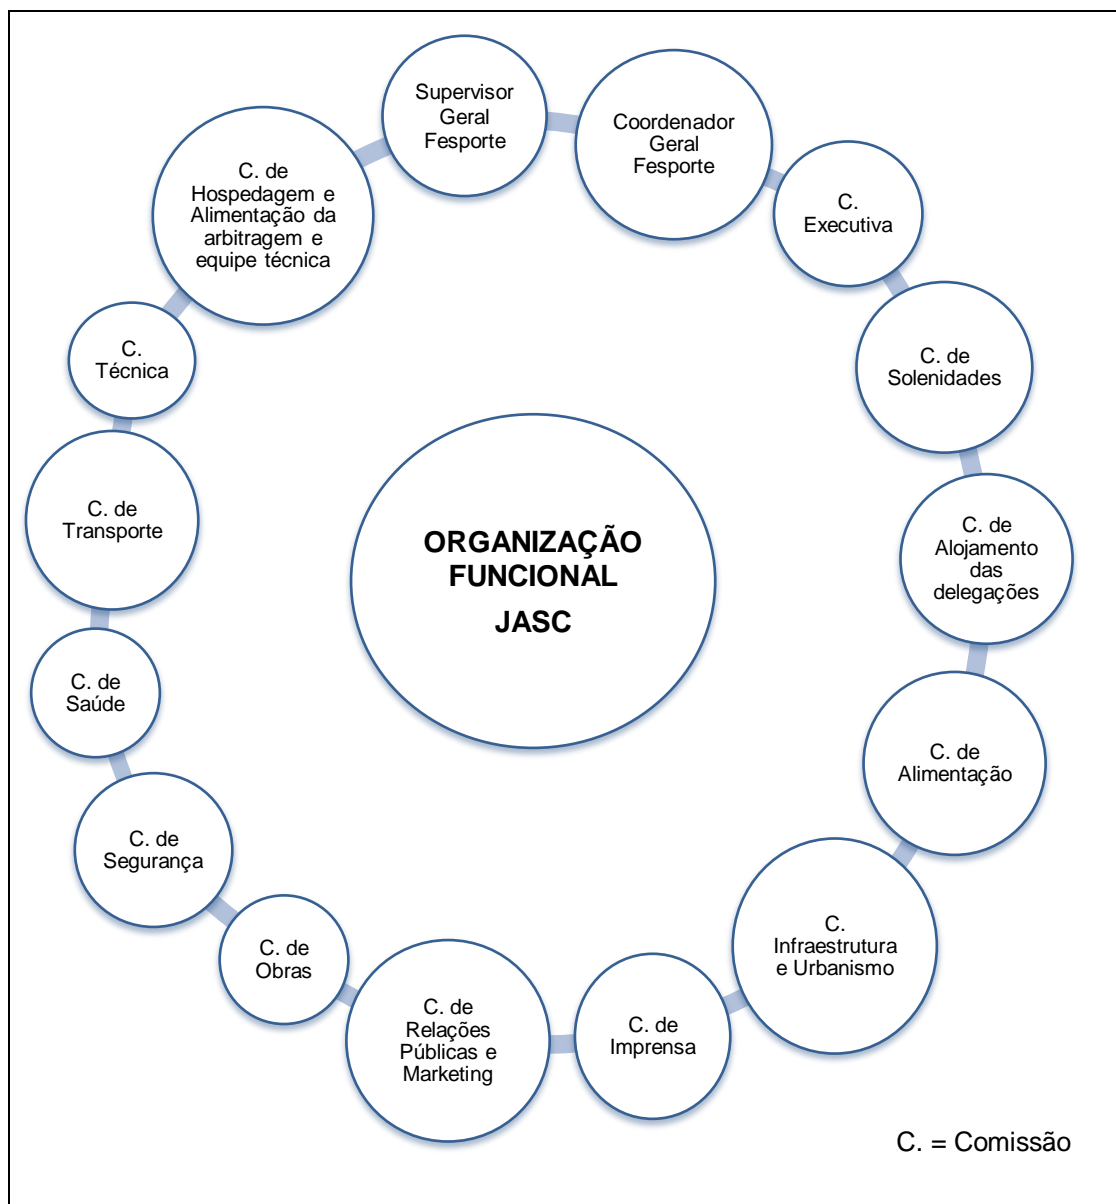 Supervisor
Geral
Fesporte
Coordenador
Geral
Fesporte
C.
Executiva
C. de
Solenidades
C. de
Alojamento
das
delegações
C. de
Alimentação
C.
Infraestrutura
e Urbanismo
C. de
Imprensa
C. de
Relações
Públicas e
Marketing
C. de
Obras
C. de
Segurança
C. de
Saúde
C. de
Transporte
C.
Técnica
C. de
Hospedagem e
Alimentação da
arbitragem e
equipe técnica
ORGANIZAÇÃO
FUNCIONAL
JASC
C. = Comissão